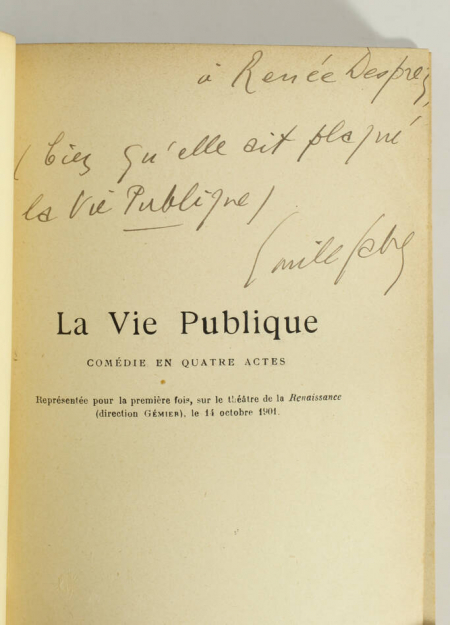 à Renée Desprez,
(bien qu'elle ait plaqué
la Vie Publique)
Emile Fabre
La Vie Publique
COMÉDIE EN QUATRE ACTES
Représentée pour la première fois, sur le théâtre de la Renaissance
(direction GÉMIER), le 14 octobre 1901.